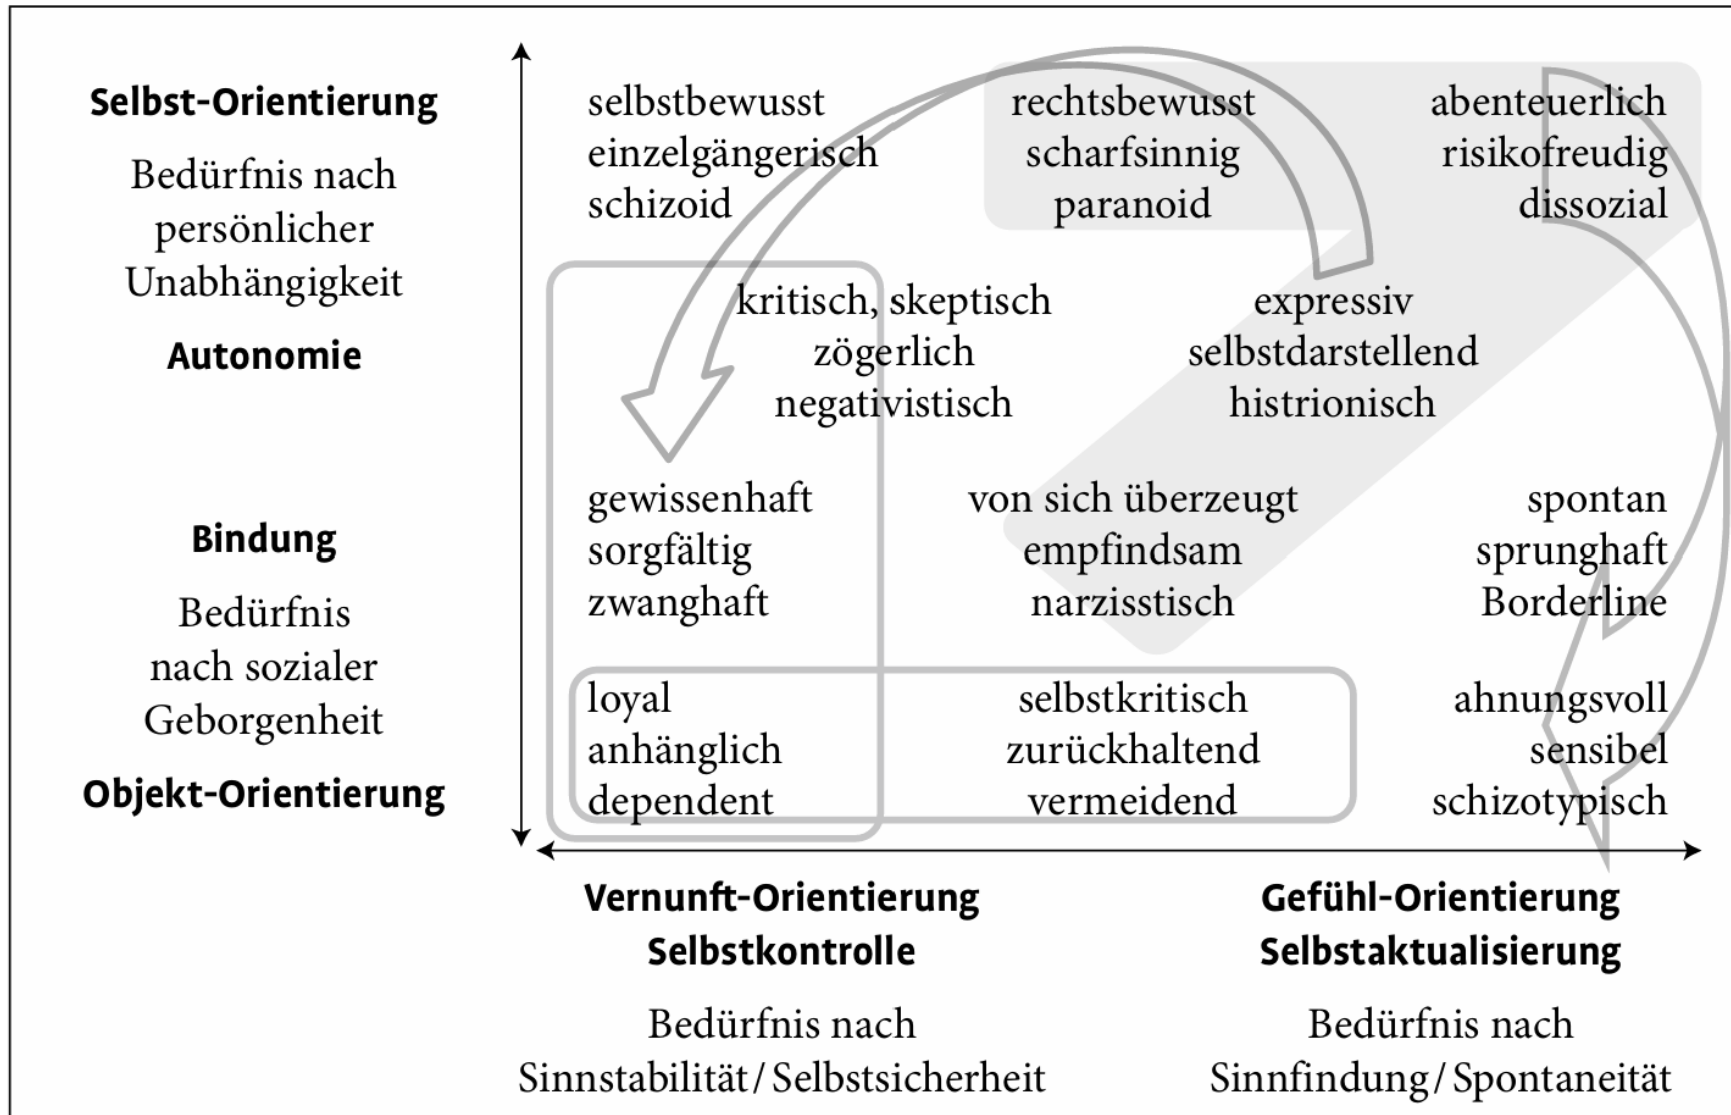 Selbst-Orientierung
Bedürfnis nach
persönlicher
Unabhängigkeit
Autonomie
Bindung
Bedürfnis
nach sozialer
Geborgenheit
Objekt-Orientierung
selbstbewusst
einzelgängerisch
schizoid
rechtsbewusst
scharfsinnig
paranoid
abenteuerlich
risikofreudig
dissozial
kritisch, skeptisch
zögerlich
negativistisch
expressiv
selbstdarstellend
histrionisch
gewissenhaft
sorgfältig
zwanghaft
von sich überzeugt
empfindsam
narzisstisch
spontan
sprunghaft
Borderline
loyal
anhänglich
dependent
selbstkritisch
zurückhaltend
vermeidend
ahnungsvoll
sensibel
schizotypisch
Vernunft-Orientierung
Selbstkontrolle
Bedürfnis nach
Sinnstabilität/Selbstsicherheit
Gefühl-Orientierung
Selbstaktualisierung
Bedürfnis nach
Sinnfindung/Spontaneität